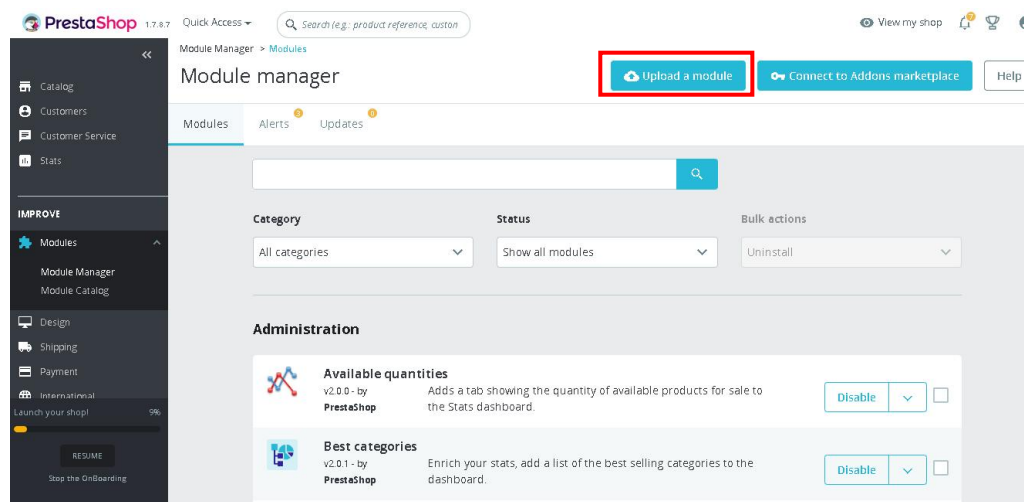 PrestaShop 1.7.8.7 Quick Access Search (e.g.: product reference, custon View my shop 7
Module Manager > Modules
Module manager
Upload a module
Connect to Addons marketplace
Help
Modules Alerts 3 Updates 0
Catalog
Customers
Customer Service
Stats
IMPROVE
Modules
Module Manager
Module Catalog
Design
Shipping
Payment
International
Launch your shop! 9%
RESUME
Stop the OnBoarding
Category Status Bulk actions
All categories Show all modules Uninstall
Administration
Available quantities
v2.0.0 - by Adds a tab showing the quantity of available products for sale to
PrestaShop the Stats dashboard.
Disable
Best categories
v2.0.1 - by Enrich your stats, add a list of the best selling categories to the
PrestaShop dashboard.
Disable